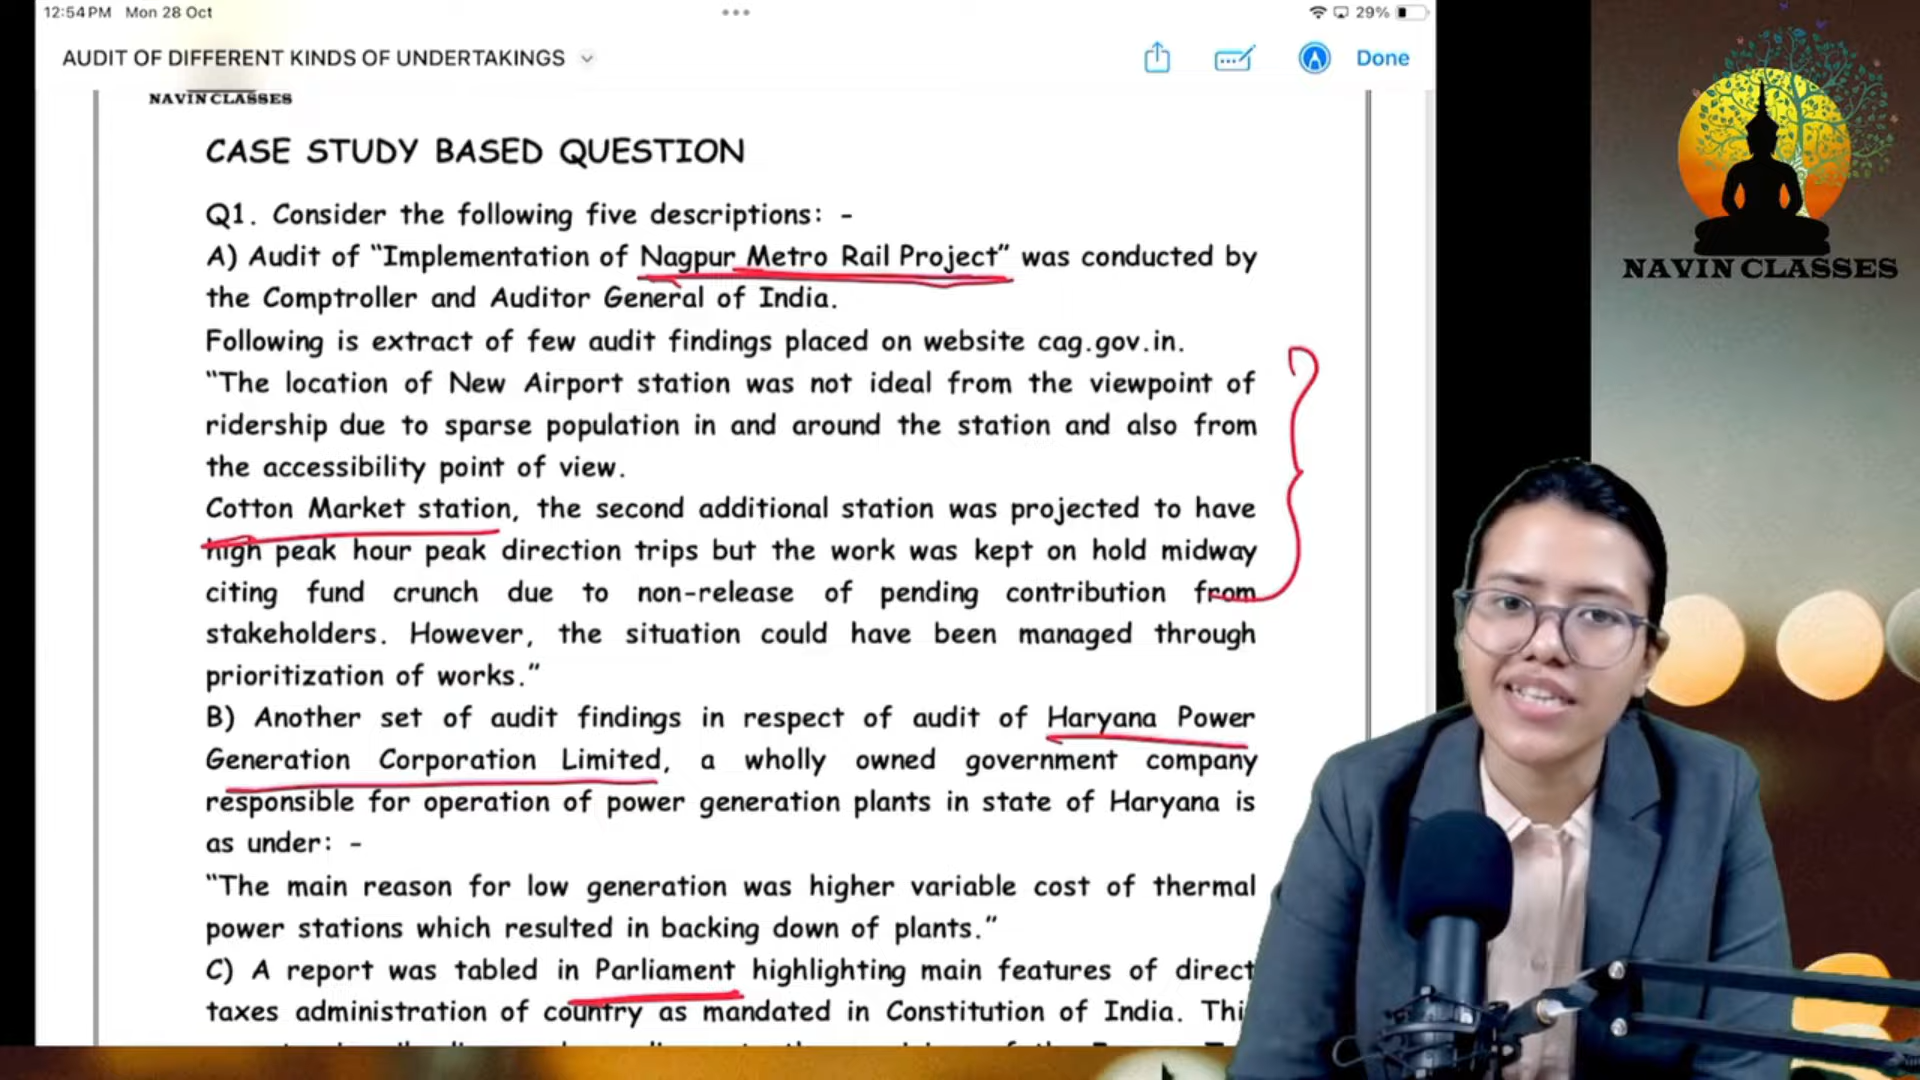 12:54 PM Mon 28 Oct
29%
AUDIT OF DIFFERENT KINDS OF UNDERTAKINGS
Done
NAVIN CLASSES
CASE STUDY BASED QUESTION
Q1. Consider the following five descriptions: -
A) Audit of “Implementation of Nagpur Metro Rail Project” was conducted by
the Comptroller and Auditor General of India.
Following is extract of few audit findings placed on website cag.gov.in.
“The location of New Airport station was not ideal from the viewpoint of
ridership due to sparse population in and around the station and also from
the accessibility point of view.
Cotton Market station, the second additional station was projected to have
high peak hour peak direction trips but the work was kept on hold midway
citing fund crunch due to non-release of pending contribution from
stakeholders. However, the situation could have been managed through
prioritization of works.”
B) Another set of audit findings in respect of audit of Haryana Power
Generation Corporation Limited, a wholly owned government company
responsible for operation of power generation plants in state of Haryana is
as under: -
“The main reason for low generation was higher variable cost of thermal
power stations which resulted in backing down of plants.”
C) A report was tabled in Parliament highlighting main features of direct
taxes administration of country as mandated in Constitution of India. Thi
NAVIN CLASSES